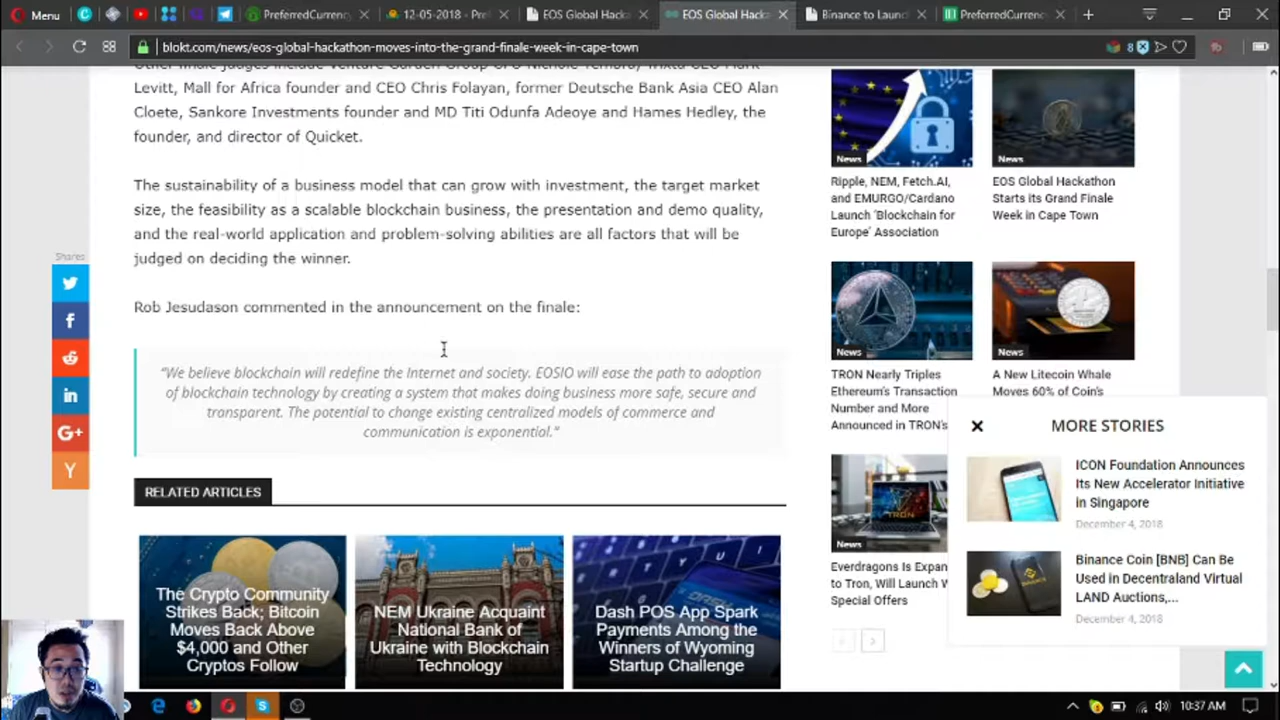 Menu
PreferredCurrency
12-05-2018 - Prel
EOS Global Hacka
EOS Global Hacka
Binance to Launc
PreferredCurrency
blokt.com/news/eos-global-hackathon-moves-into-the-grand-finale-week-in-cape-town
8
Levitt, Mall for Africa founder and CEO Chris Folayan, former Deutsche Bank Asia CEO Alan
Cloete, Sankore Investments founder and MD Titi Odunfa Adeoye and Hames Hedley, the
founder, and director of Quicket.
The sustainability of a business model that can grow with investment, the target market
size, the feasibility as a scalable blockchain business, the presentation and demo quality,
and the real-world application and problem-solving abilities are all factors that will be
judged on deciding the winner.
Rob Jesudason commented in the announcement on the finale:
“We believe blockchain will redefine the Internet and society. EOSIO will ease the path to adoption
of blockchain technology by creating a system that makes doing business more safe, secure and
transparent. The potential to change existing centralized models of commerce and
communication is exponential.”
Shares
G+
Y
RELATED ARTICLES
The Crypto Community
Strikes Back; Bitcoin
Moves Back Above
$4,000 and Other
Cryptos Follow
NEM Ukraine Acquaint
National Bank of
Ukraine with Blockchain
Technology
Dash POS App Spark
Payments Among the
Winners of Wyoming
Startup Challenge
News
Ripple, NEM, Fetch.AI,
and EMURGO/Cardano
Launch ‘Blockchain for
Europe’ Association
News
EOS Global Hackathon
Starts its Grand Finale
Week in Cape Town
News
TRON Nearly Triples
Ethereum's Transaction
Number and More
Announced in TRON's
News
A New Litecoin Whale
Moves 60% of Coin's
TRON
News
Everdragons Is Expan
to Tron, Will Launch W
Special Offers
MORE STORIES
ICON Foundation Announces
Its New Accelerator Initiative
in Singapore
December 4, 2018
Binance Coin [BNB] Can Be
Used in Decentraland Virtual
LAND Auctions,...
December 4, 2018
10:37 AM